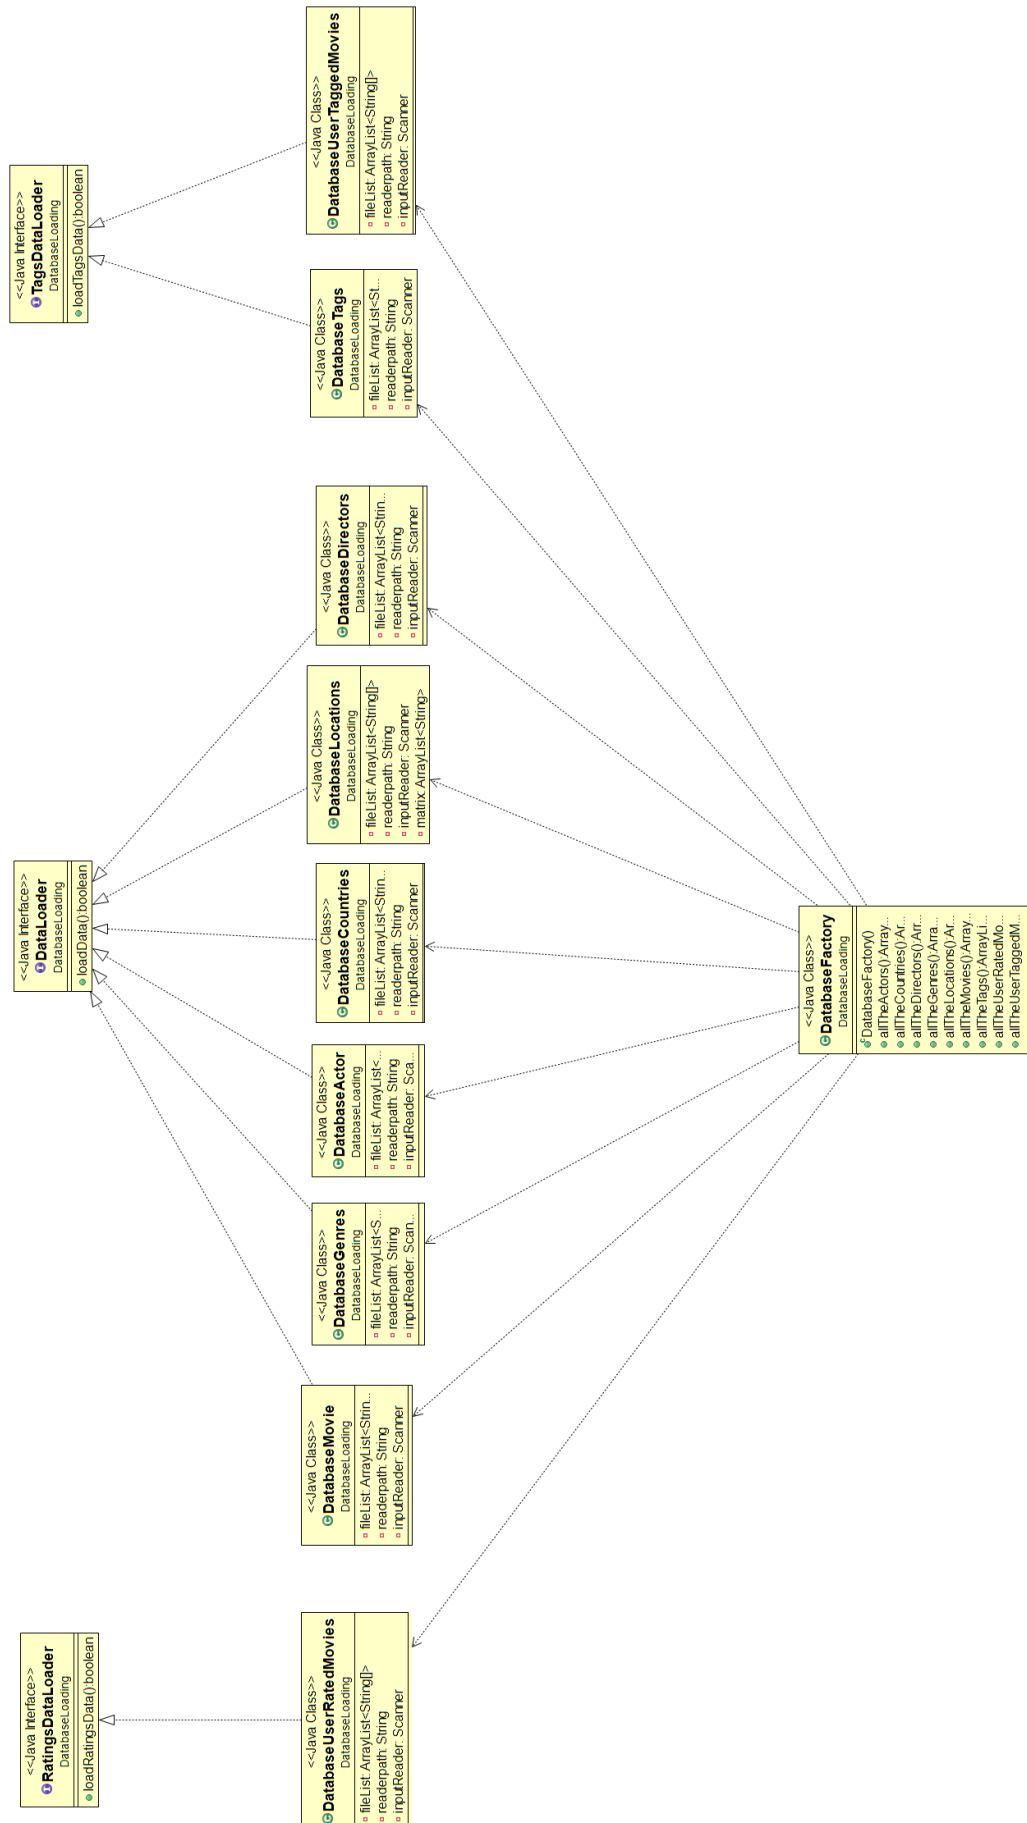 <<Java Interface>>
RatingsDataLoader
DatabaseLoading
loadRatingsData():boolean
<<Java Interface>>
DataLoader
DatabaseLoading
loadData():boolean
<<Java Interface>>
TagsDataLoader
DatabaseLoading
loadTagsData():boolean
<<Java Class>>
DatabaseUserRatedMovies
DatabaseLoading
fileList: ArrayList<String[]>
readerpath: String
inputReader: Scanner
<<Java Class>>
DatabaseMovie
DatabaseLoading
fileList: ArrayList<Strin...
readerpath: String
inputReader: Scanner
<<Java Class>>
DatabaseGenres
DatabaseLoading
fileList: ArrayList<S...
readerpath: String
inputReader: Scan...
<<Java Class>>
DatabaseActor
DatabaseLoading
fileList: ArrayList<...
readerpath: String
inputReader: Sca...
<<Java Class>>
DatabaseCountries
DatabaseLoading
fileList: ArrayList<Strin...
readerpath: String
inputReader: Scanner
<<Java Class>>
DatabaseLocations
DatabaseLoading
fileList: ArrayList<String[]>
readerpath: String
inputReader: Scanner
matrix: ArrayList<String>
<<Java Class>>
DatabaseDirectors
DatabaseLoading
fileList: ArrayList<Strin...
readerpath: String
inputReader: Scanner
<<Java Class>>
DatabaseTags
DatabaseLoading
fileList: ArrayList<St...
readerpath: String
inputReader: Scanner
<<Java Class>>
DatabaseUserTaggedMovies
DatabaseLoading
fileList: ArrayList<String[]>
readerpath: String
inputReader: Scanner
<<Java Class>>
DatabaseFactory
DatabaseLoading
DatabaseFactory()
allTheActors():Array...
allTheCountries():Ar...
allTheDirectors():Arr...
allTheGenres():Arra...
allTheLocations():Ar...
allTheMovies():Array...
allTheTags():ArrayLi...
allTheUserRatedMo...
allTheUserTaggedM...